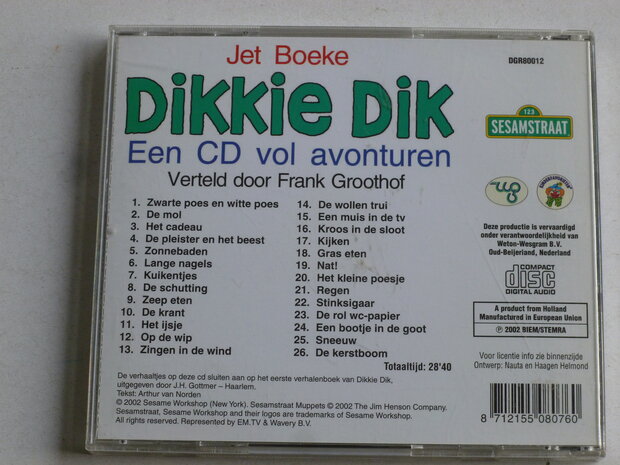 Jet Boeke
DGR80012
DIKKIE DIK
123
SESAMSTRAAT
Een CD vol avonturen
Verteld door Frank Groothof
1. Zwarte poes en witte poes
2. De mol
3. Het cadeau
4. De pleister en het beest
5. Zonnebaden
6. Lange nagels
7. Kuikentjes
8. De schutting
9. Zeep eten
10. De krant
11. Het ijsje
12. Op de wip
13. Zingen in de wind
14. De wollen trui
15. Een muis in de tv
16. Kroos in de sloot
17. Kijken
18. Gras eten
19. Nat!
20. Het kleine poesje
21. Regen
22. Stinksigaar
23. De rol wc-papier
24. Een bootje in de goot
25. Sneeuw
26. De kerstboom
Totaaltijd: 28'40
wg
Deze productie is vervaardigd
onder verantwoordelijkheid van
Weton-Wesgram B.V.
Oud-Beijerland, Nederland
COMPACT
disc
DIGITAL AUDIO
A product from Holland
Manufactured in European Union
℗ 2002 BIEM/STEMRA
Voor licentie info zie binnenzijde
Ontwerp: Nauta en Haagen Helmond
De verhaaltjes op deze cd sluiten aan op het eerste verhalenboek van Dikkie Dik,
uitgegeven door J.H. Gottmer – Haarlem.
Tekst: Arthur van Norden
© 2002 Sesame Workshop (New York). Sesamstraat Muppets © 2002 The Jim Henson Company.
Sesamstraat, Sesame Workshop and their logos are trademarks of Sesame Workshop.
All rights reserved. Represented by EM.TV & Wavery B.V.
8 712155 080760